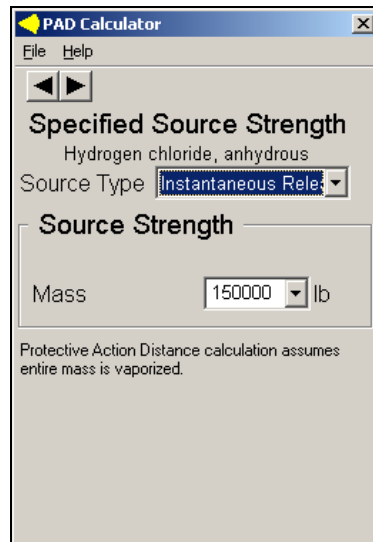 PAD Calculator
File Help
Specified Source Strength
Hydrogen chloride, anhydrous
Source Type Instantaneous Rele
Source Strength
Mass 150000 lb
Protective Action Distance calculation assumes
entire mass is vaporized.